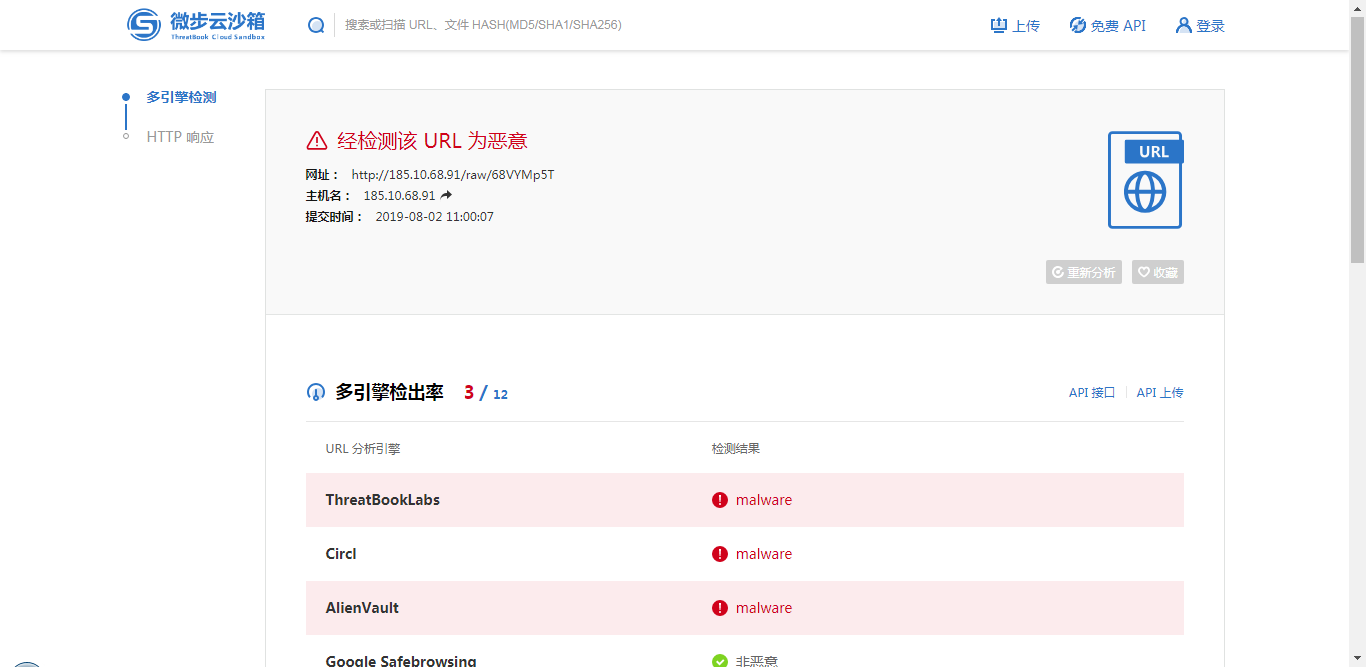 微步云沙箱
ThreatBook Cloud Sandbox
搜索或扫描 URL、文件 HASH(MD5/SHA1/SHA256)
上传
免费 API
登录
多引擎检测
HTTP 响应
经检测该 URL 为恶意
网址： http://185.10.68.91/raw/68VYMp5T
主机名： 185.10.68.91
提交时间： 2019-08-02 11:00:07
URL
重新分析
收藏
多引擎检出率 3 / 12
API 接口
API 上传
URL 分析引擎 检测结果
ThreatBookLabs malware
Circl malware
AlienVault malware
Google Safebrowsing 非恶意